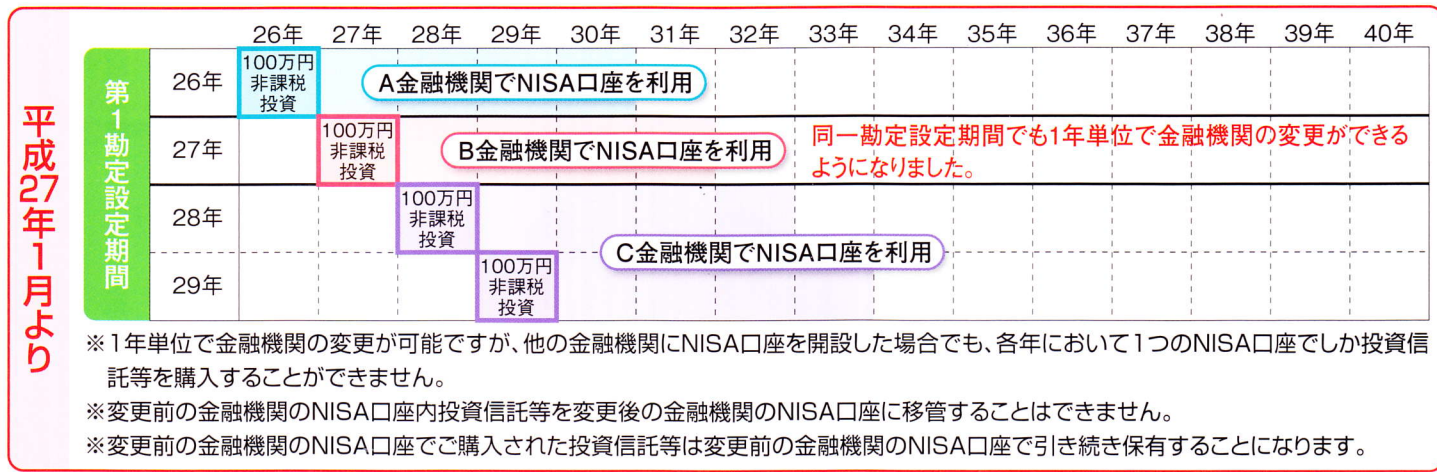 平成27年1月より
第1勘定設定期間
26年 27年 28年 29年 30年 31年 32年 33年 34年 35年 36年 37年 38年 39年 40年
26年
100万円
非課税
投資
A金融機関でNISA口座を利用
27年
100万円
非課税
投資
B金融機関でNISA口座を利用
同一勘定設定期間でも1年単位で金融機関の変更ができる
ようになりました。
28年
100万円
非課税
投資
C金融機関でNISA口座を利用
29年
100万円
非課税
投資
※1年単位で金融機関の変更が可能ですが、他の金融機関にNISA口座を開設した場合でも、各年において1つのNISA口座でしか投資信
託等を購入することができません。
※変更前の金融機関のNISA口座内投資信託等を変更後の金融機関のNISA口座に移管することはできません。
※変更前の金融機関のNISA口座でご購入された投資信託等は変更前の金融機関のNISA口座で引き続き保有することになります。